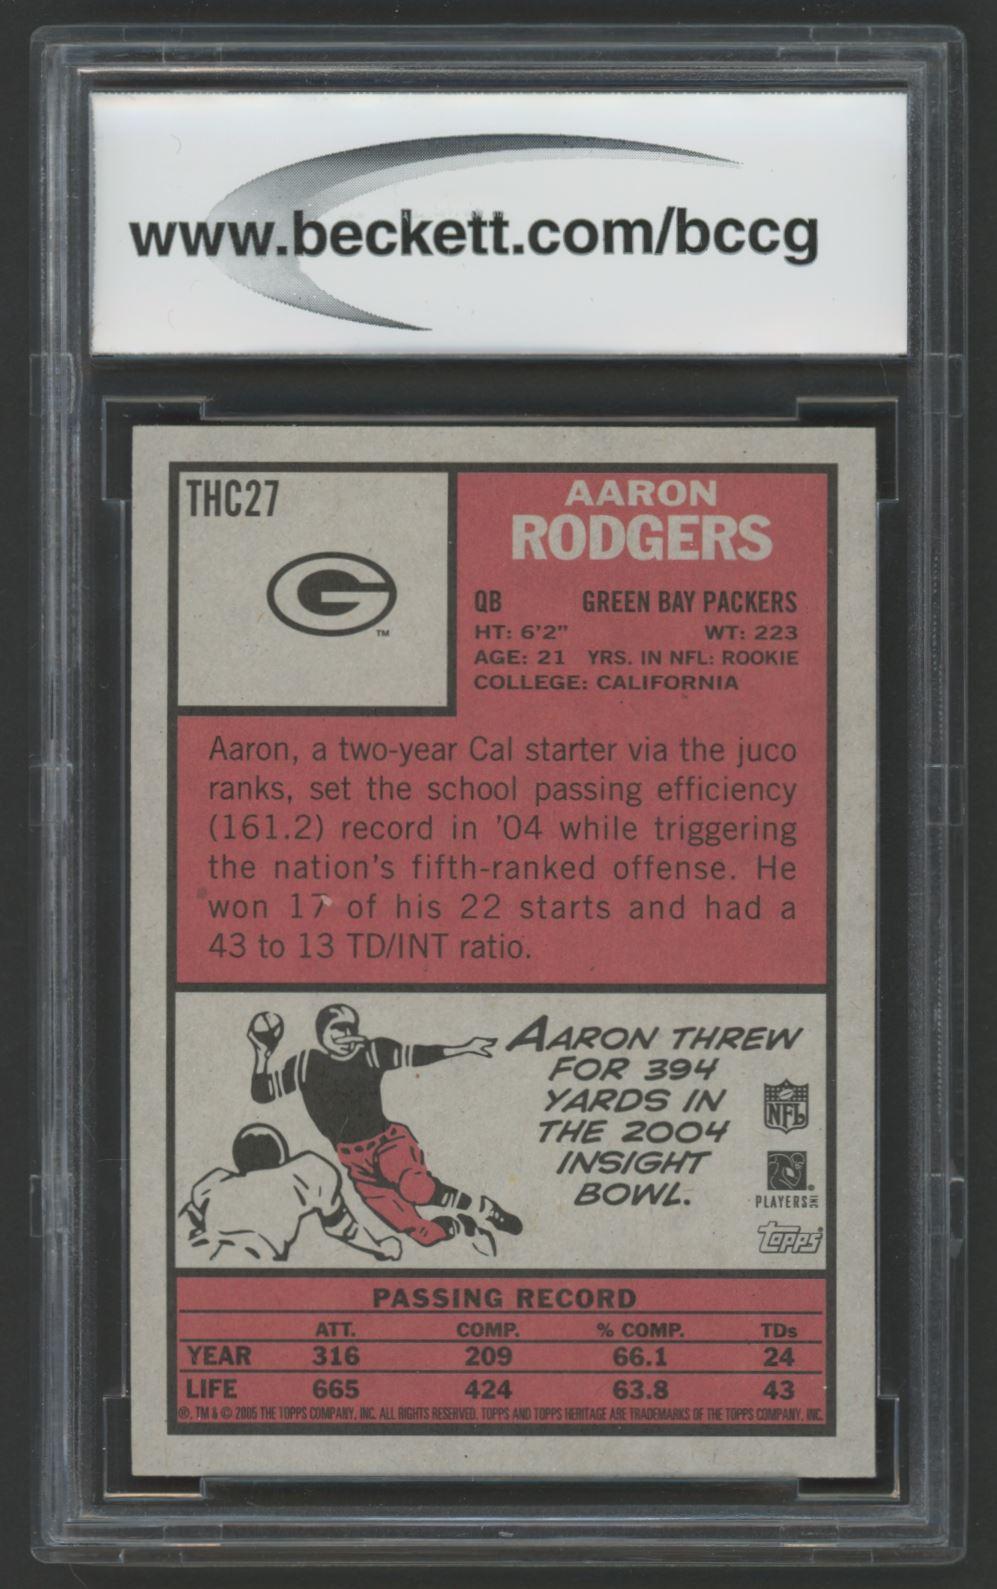 www.beckett.com/bccg
THC27
TM
AARON
RODGERS
QB GREEN BAY PACKERS
HT: 6'2" WT: 223
AGE: 21 YRS. IN NFL: ROOKIE
COLLEGE: CALIFORNIA
Aaron, a two-year Cal starter via the juco
ranks, set the school passing efficiency
(161.2) record in '04 while triggering
the nation's fifth-ranked offense. He
won 17 of his 22 starts and had a
43 to 13 TD/INT ratio.
AARON THREW
FOR 394
YARDS IN
THE 2004
INSIGHT
BOWL.
NFL
PLAYERS INC
Topps®
PASSING RECORD
ATT. COMP. % COMP. TDs
YEAR 316 209 66.1 24
LIFE 665 424 63.8 43
®, TM & © 2005 THE TOPPS COMPANY, INC. ALL RIGHTS RESERVED. TOPPS AND TOPPS HERITAGE ARE TRADEMARKS OF THE TOPPS COMPANY, INC.